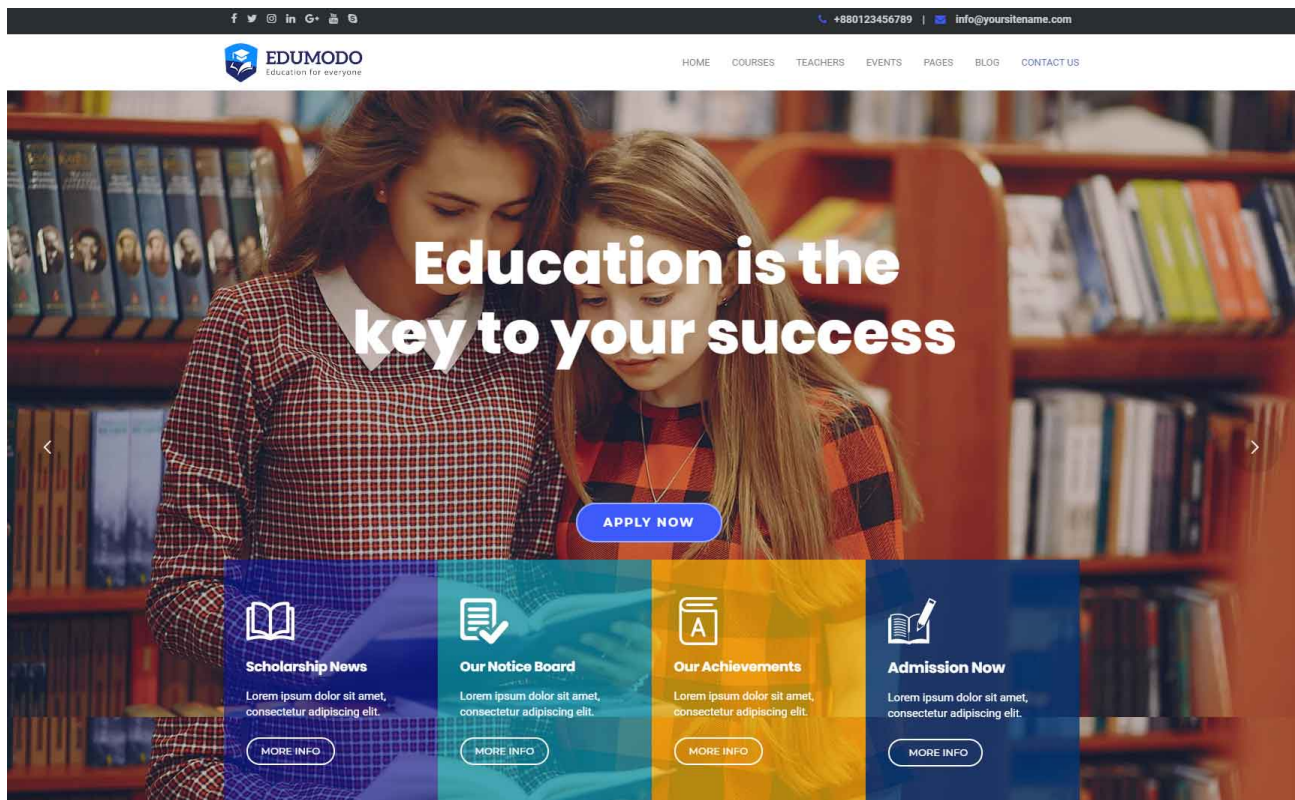 +880123456789 | info@yoursitename.com
EDUMODO
Education for everyone
HOME COURSES TEACHERS EVENTS PAGES BLOG CONTACT US
Education is the
key to your success
APPLY NOW
Scholarship News
Lorem ipsum dolor sit amet,
consectetur adipiscing elit.
MORE INFO
Our Notice Board
Lorem ipsum dolor sit amet,
consectetur adipiscing elit.
MORE INFO
A
Our Achievements
Lorem ipsum dolor sit amet,
consectetur adipiscing elit.
MORE INFO
Admission Now
Lorem ipsum dolor sit amet,
consectetur adipiscing elit.
MORE INFO